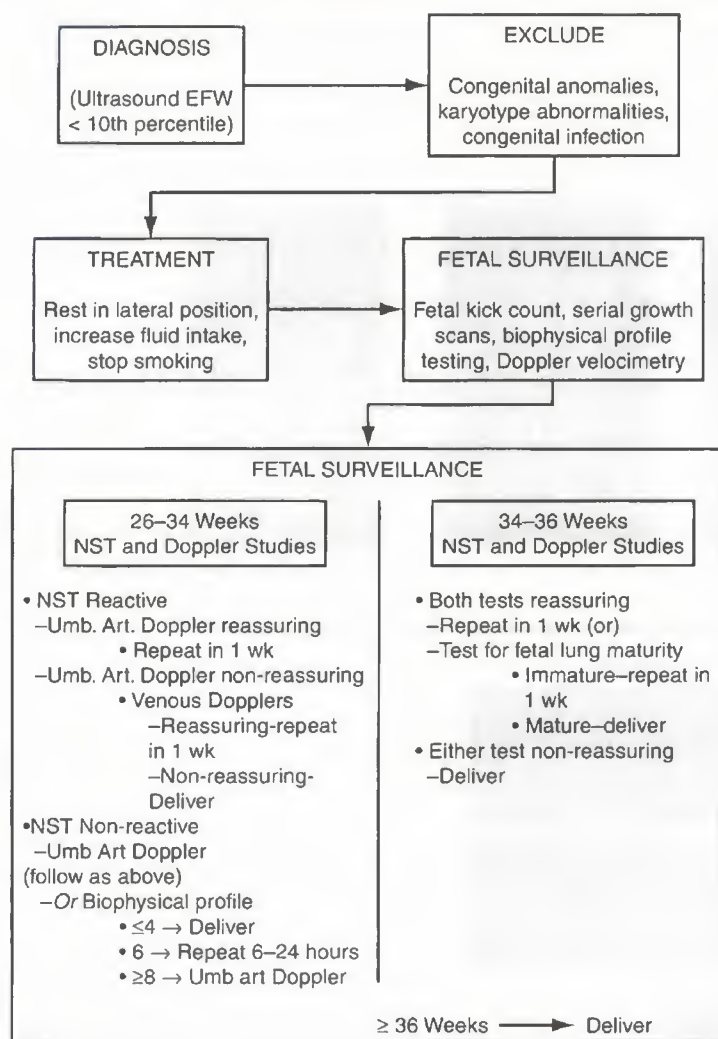 DIAGNOSIS
(Ultrasound EFW
< 10th percentile)
EXCLUDE
Congenital anomalies,
karyotype abnormalities,
congenital infection
TREATMENT
Rest in lateral position,
increase fluid intake,
stop smoking
FETAL SURVEILLANCE
Fetal kick count, serial growth
scans, biophysical profile
testing, Doppler velocimetry
FETAL SURVEILLANCE
26–34 Weeks
NST and Doppler Studies
• NST Reactive
–Umb. Art. Doppler reassuring
• Repeat in 1 wk
–Umb. Art. Doppler non-reassuring
• Venous Dopplers
–Reassuring-repeat
in 1 wk
–Non-reassuring-
Deliver
•NST Non-reactive
–Umb Art Doppler
(follow as above)
–Or Biophysical profile
• ≤4 → Deliver
• 6 → Repeat 6–24 hours
• ≥8 → Umb art Doppler
34–36 Weeks
NST and Doppler Studies
• Both tests reassuring
–Repeat in 1 wk (or)
–Test for fetal lung maturity
• Immature–repeat in
1 wk
• Mature–deliver
• Either test non-reassuring
–Deliver
≥ 36 Weeks → Deliver